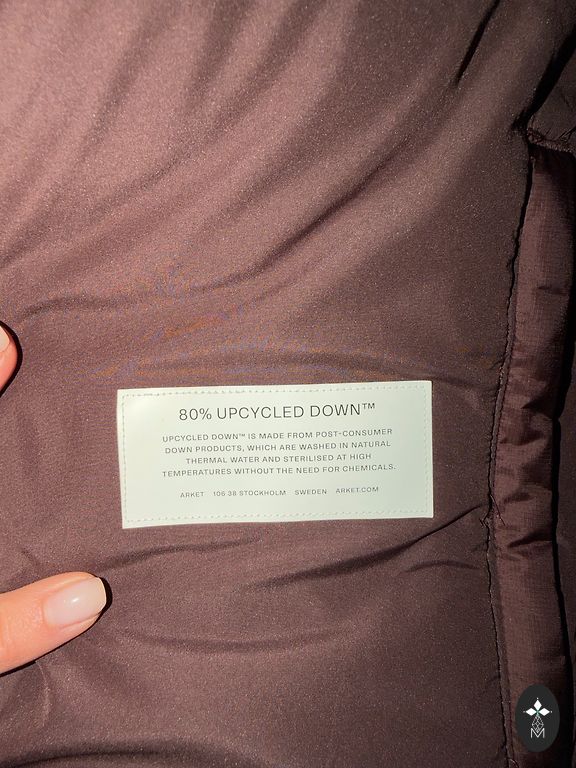 80% UPCYCLED DOWN™
UPCYCLED DOWN™ IS MADE FROM POST-CONSUMER
DOWN PRODUCTS, WHICH ARE WASHED IN NATURAL
THERMAL WATER AND STERILISED AT HIGH
TEMPERATURES WITHOUT THE NEED FOR CHEMICALS.
ARKET 106 38 STOCKHOLM SWEDEN ARKET.COM
M